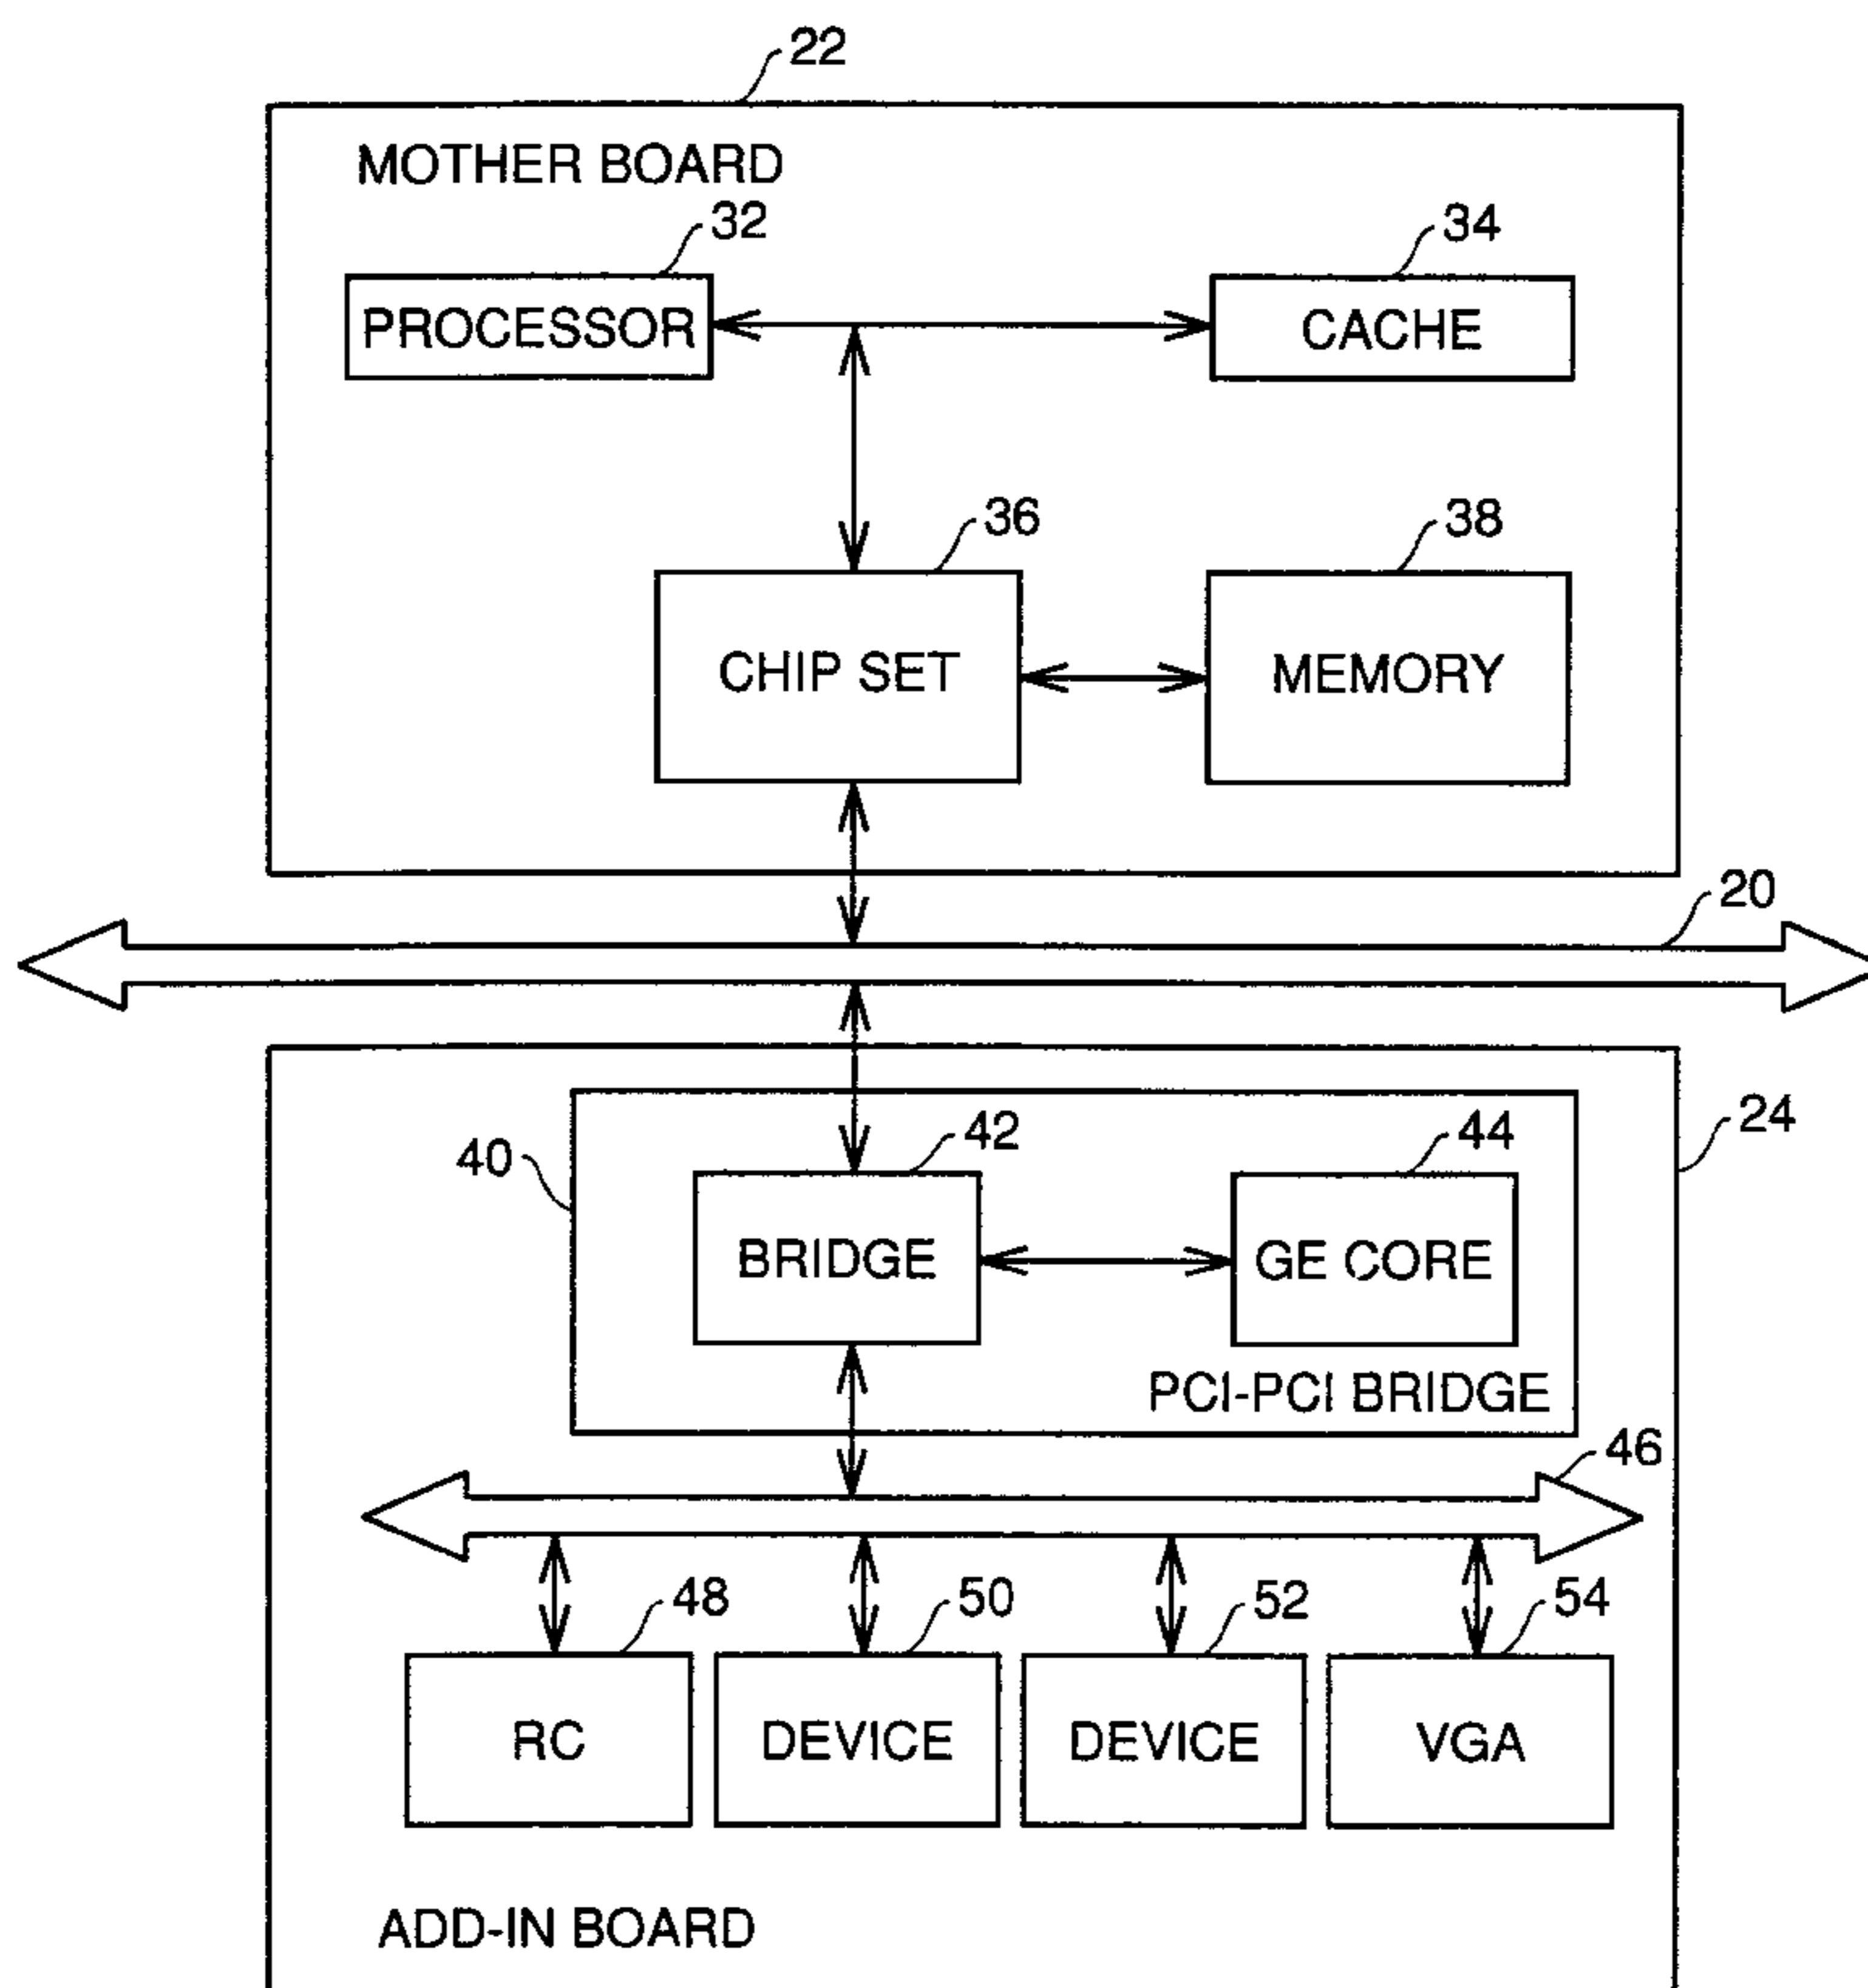 22
MOTHER BOARD
32
34
PROCESSOR
CACHE
36
38
CHIP SET
MEMORY
20
24
40
42
44
BRIDGE
GE CORE
PCI-PCI BRIDGE
46
48
50
52
54
RC
DEVICE
DEVICE
VGA
ADD-IN BOARD